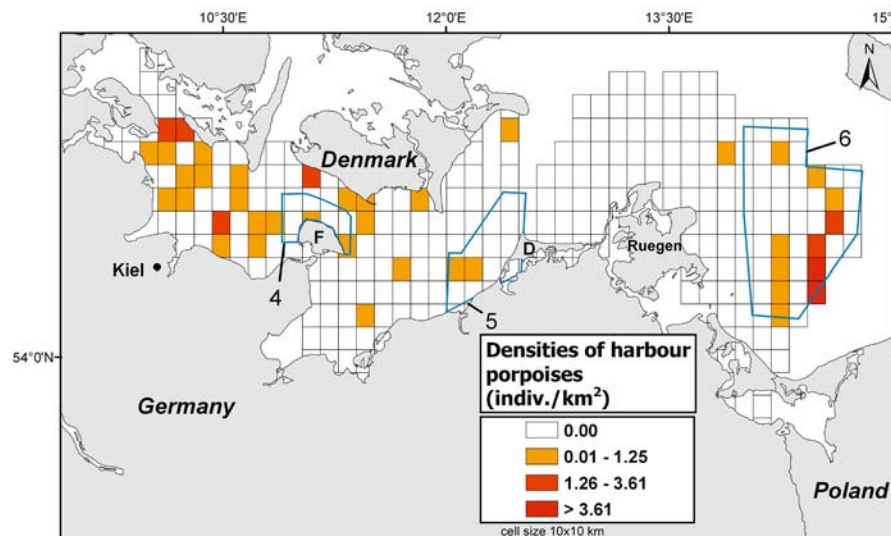 10°30'E 12°0'E 13°30'E 15°
N
6
Denmark
F
D
Ruegen
Kiel
4
5
54°0'N
Densities of harbour
porpoises
(indiv./km²)
Germany
0.00
0.01 - 1.25
1.26 - 3.61
> 3.61
Poland
cell size 10x10 km